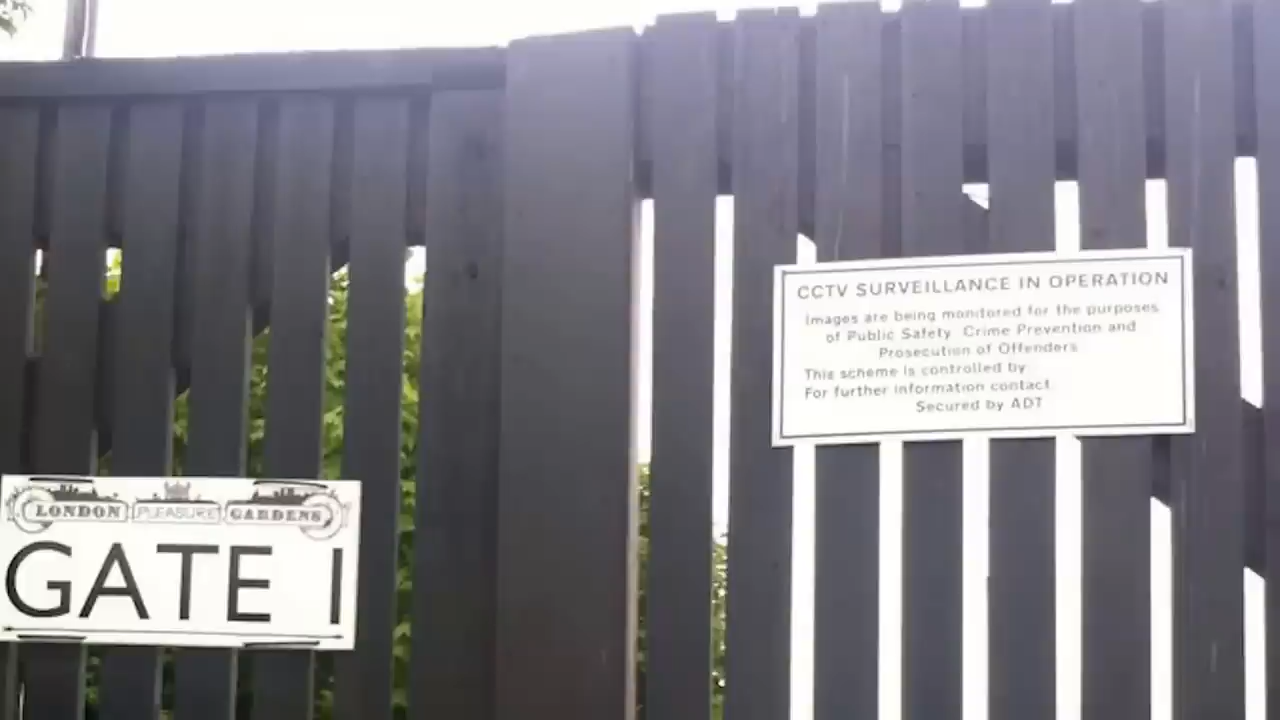 LONDON PLEASURE GARDENS
GATE 1
CCTV SURVEILLANCE IN OPERATION
Images are being monitored for the purposes
of Public Safety, Crime Prevention and
Prosecution of Offenders
This scheme is controlled by
For further information contact
Secured by ADT